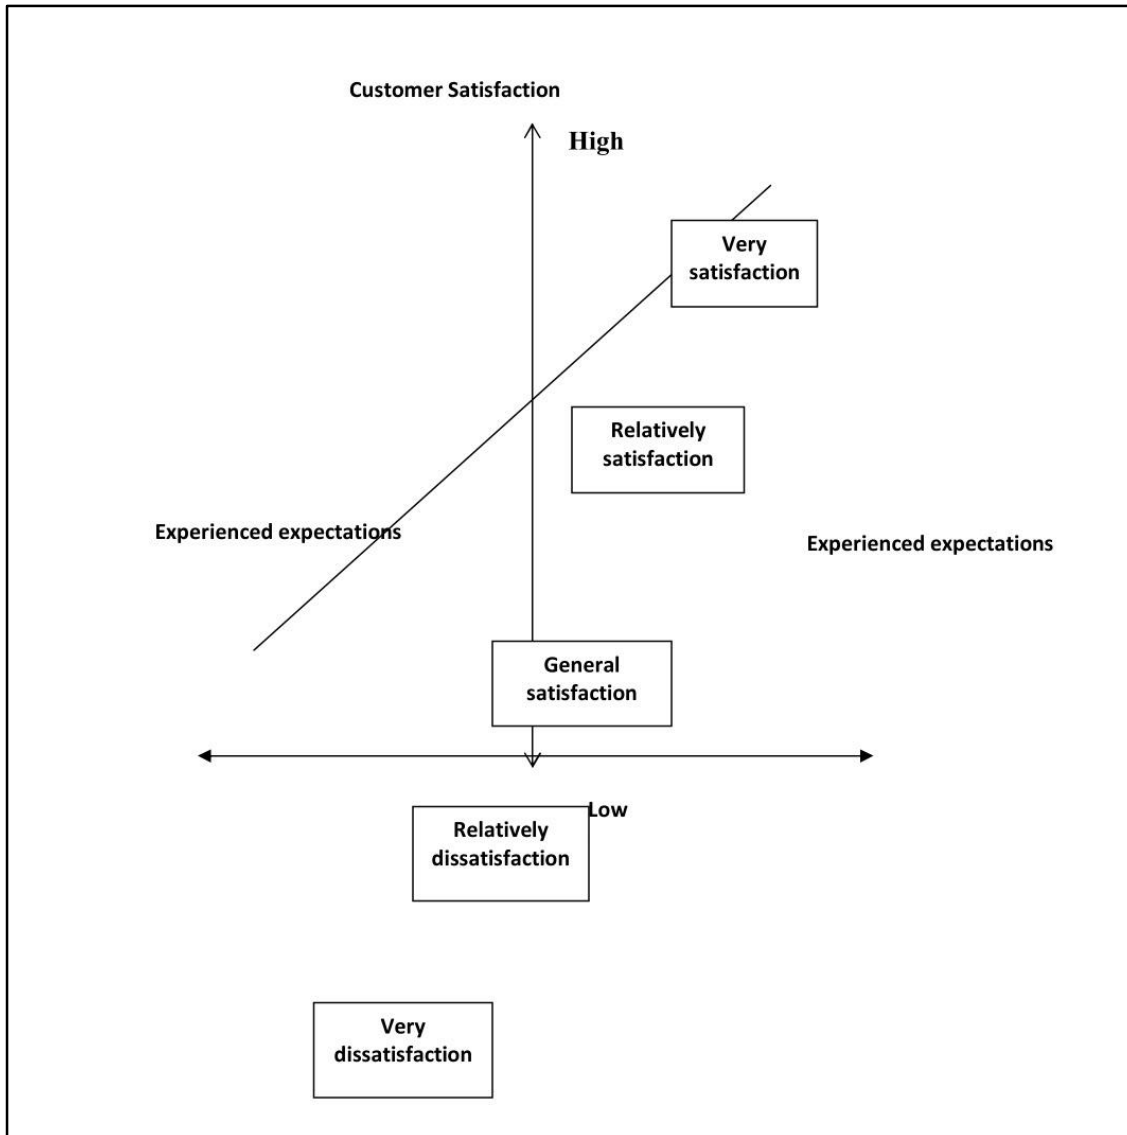 Customer Satisfaction
High
Very
satisfaction
Relatively
satisfaction
Experienced expectations
Experienced expectations
General
satisfaction
Low
Relatively
dissatisfaction
Very
dissatisfaction